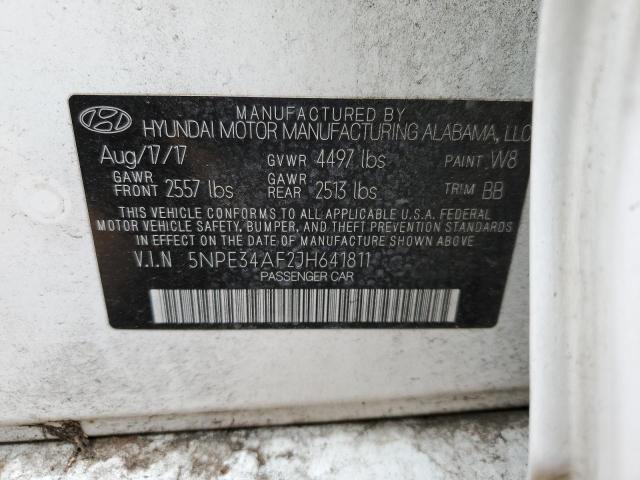 MANUFACTURED BY
HYUNDAI MOTOR MANUFACTURING ALABAMA, LLC
Aug/17/17 GVWR 4497 lbs PAINT W8
GAWR FRONT 2557 lbs GAWR REAR 2513 lbs TRIM BB
THIS VEHICLE CONFORMS TO ALL APPLICABLE U.S.A. FEDERAL
MOTOR VEHICLE SAFETY, BUMPER, AND THEFT PREVENTION STANDARDS
IN EFFECT ON THE DATE OF MANUFACTURE SHOWN ABOVE.
V.I.N 5NPE34AF2JH641811
PASSENGER CAR